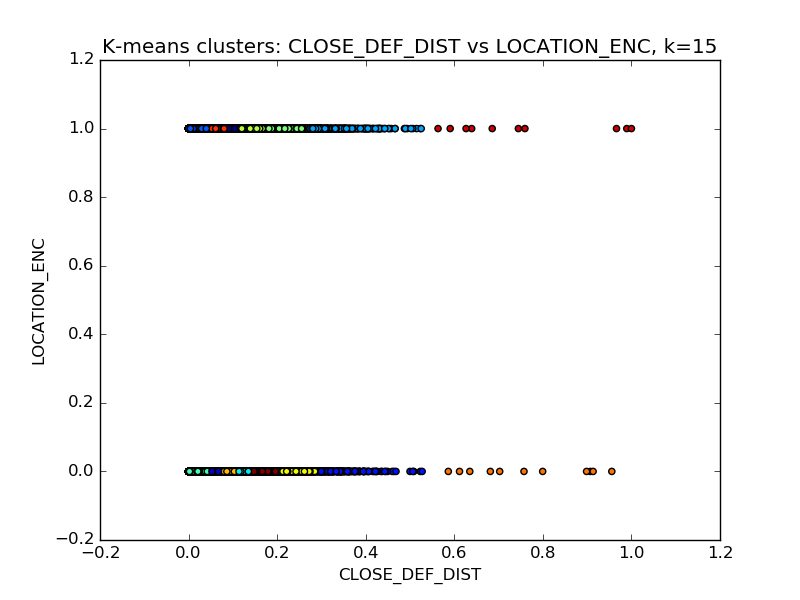 K-means clusters: CLOSE_DEF_DIST vs LOCATION_ENC, k=15
1.2
1.0
0.8
0.6
0.4
0.2
0.0
−0.2
LOCATION_ENC
−0.2 0.0 0.2 0.4 0.6 0.8 1.0 1.2
CLOSE_DEF_DIST